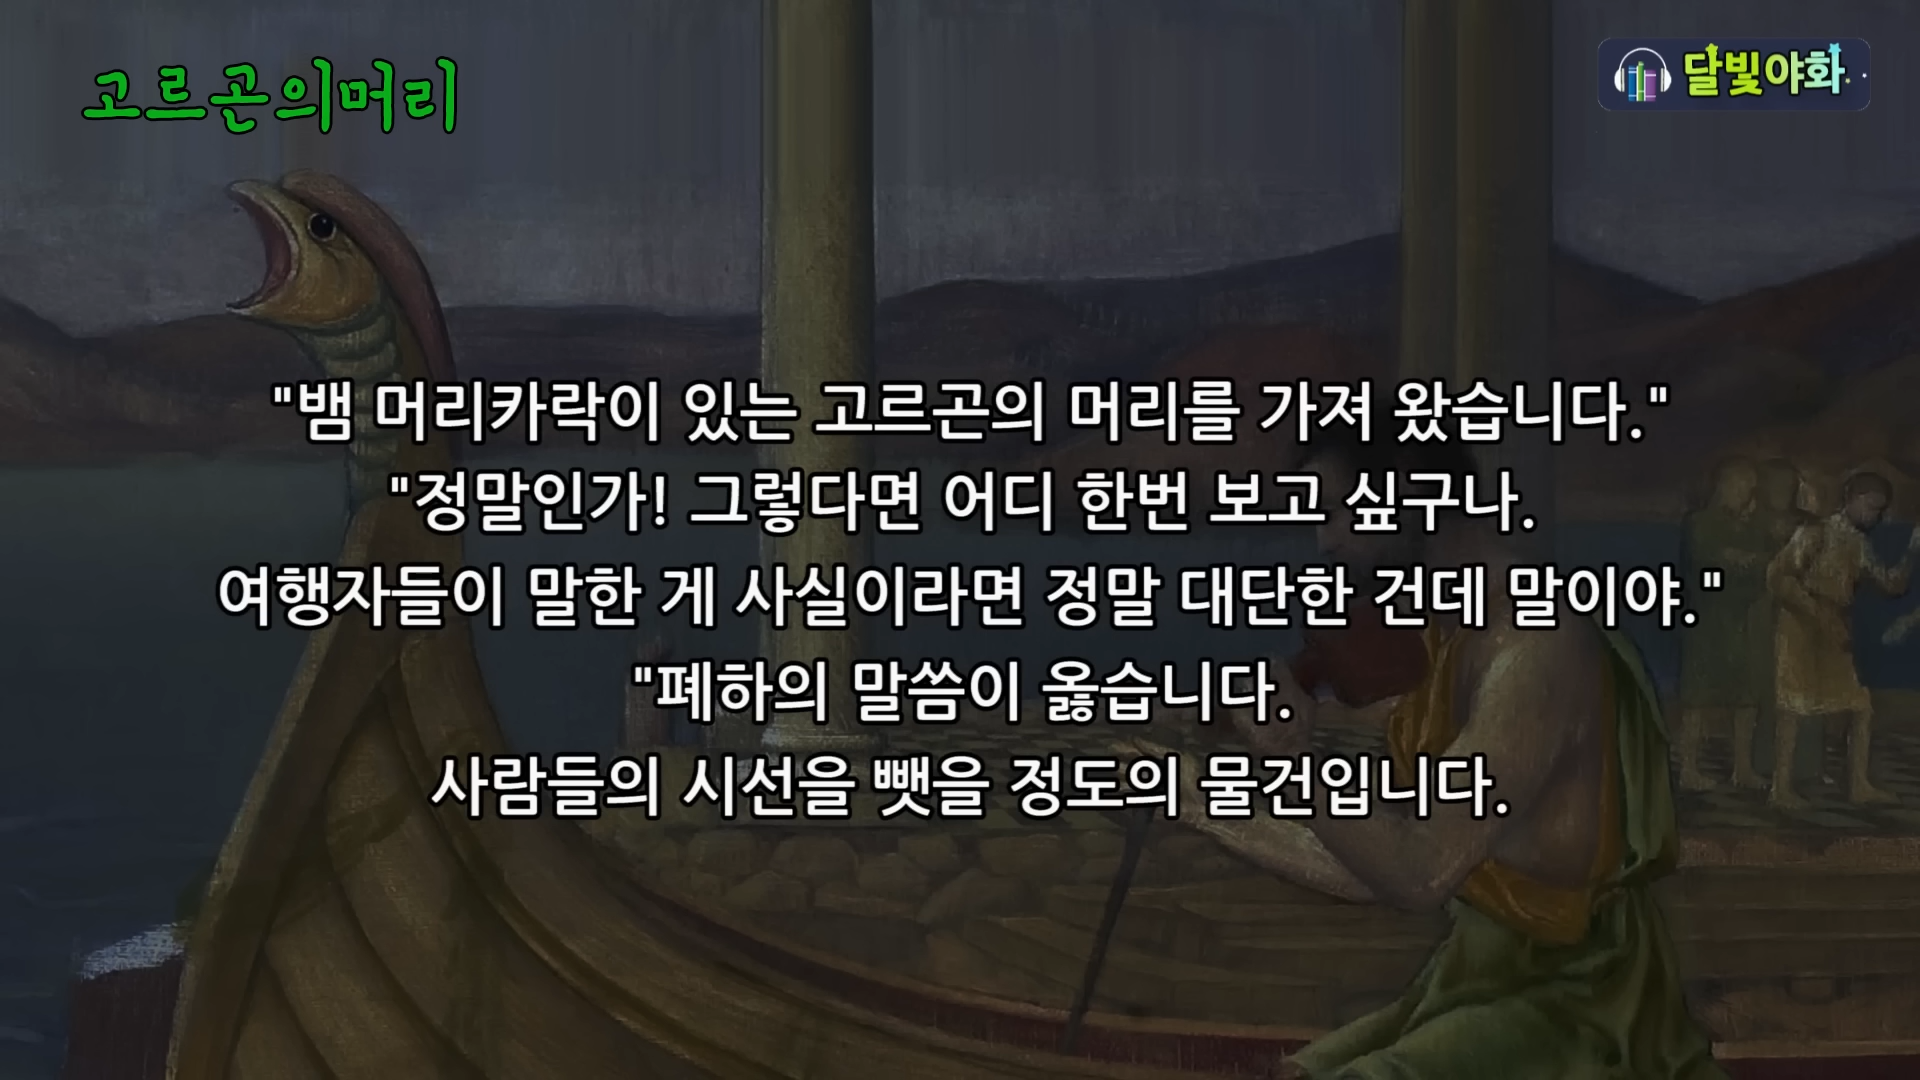 고르곤의머리
달빛야화
"뱀 머리카락이 있는 고르곤의 머리를 가져 왔습니다."
"정말인가! 그렇다면 어디 한번 보고 싶구나.
여행자들이 말한 게 사실이라면 정말 대단한 건데 말이야."
"폐하의 말씀이 옳습니다.
사람들의 시선을 뺏을 정도의 물건입니다.